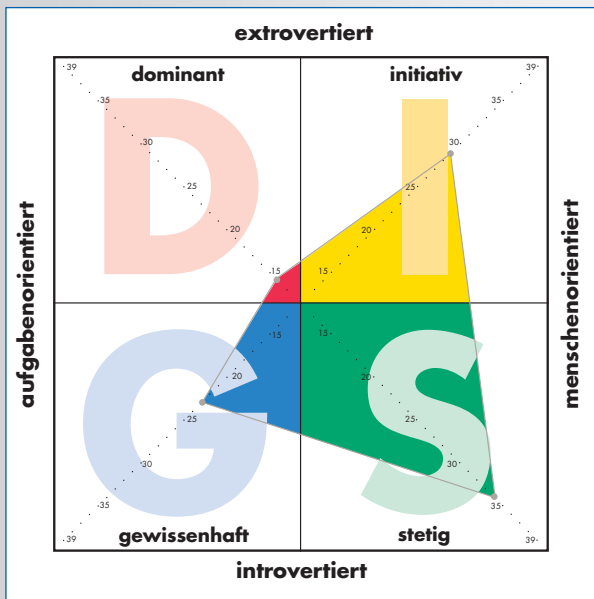 extrovertiert
dominant
initiativ
39 35 30 25 20 15
39 35 30 25 20 15
D
I
aufgabenorientiert
menschenorientiert
15 20 25 30 35 39
15 20 25 30 35 39
G
S
gewissenhaft
stetig
introvertiert